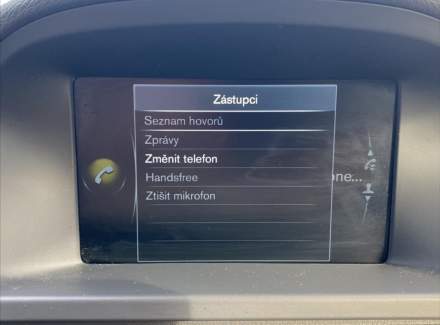 Zástupci
Seznam hovorů
Zprávy
Změnit telefon
Handsfree
one...
Ztišit mikrofon